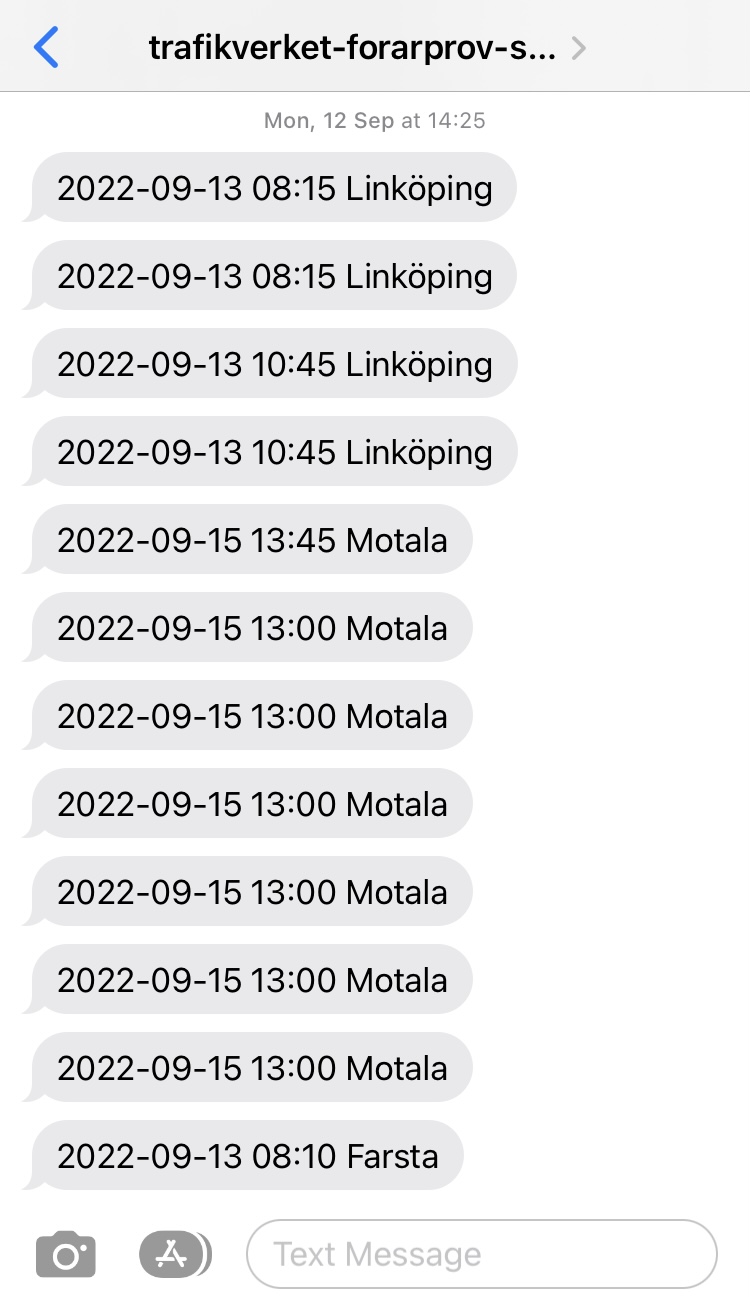 trafikverket-forarprov-s...
Mon, 12 Sep at 14:25
2022-09-13 08:15 Linköping
2022-09-13 08:15 Linköping
2022-09-13 10:45 Linköping
2022-09-13 10:45 Linköping
2022-09-15 13:45 Motala
2022-09-15 13:00 Motala
2022-09-15 13:00 Motala
2022-09-15 13:00 Motala
2022-09-15 13:00 Motala
2022-09-15 13:00 Motala
2022-09-15 13:00 Motala
2022-09-13 08:10 Farsta
Text Message